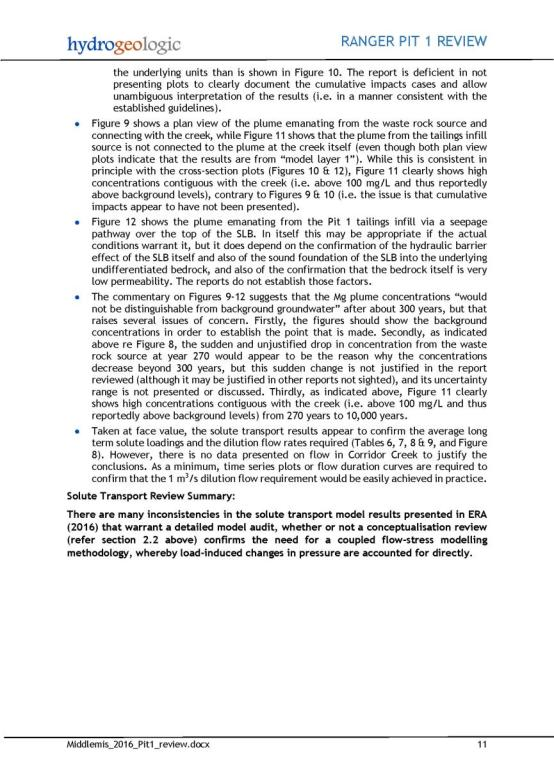 hydrogeologic
RANGER PIT 1 REVIEW
the underlying units than is shown in Figure 10. The report is deficient in not
presenting plots to clearly document the cumulative impacts cases and allow
unambiguous interpretation of the results (i.e. in a manner consistent with the
established guidelines).
• Figure 9 shows a plan view of the plume emanating from the waste rock source and
connecting with the creek, while Figure 11 shows that the plume from the tailings infill
source is not connected to the plume at the creek itself (even though both plan view
plots indicate that the results are from “model layer 1”). While this is consistent in
principle with the cross-section plots (Figures 10 & 12), Figure 11 clearly shows high
concentrations contiguous with the creek (i.e. above 100 mg/L and thus reportedly
above background levels), contrary to Figures 9 & 10 (i.e. the issue is that cumulative
impacts appear to have not been presented).
• Figure 12 shows the plume emanating from the Pit 1 tailings infill via a seepage
pathway over the top of the SLB. In itself this may be appropriate if the actual
conditions warrant it, but it does depend on the confirmation of the hydraulic barrier
effect of the SLB itself and also of the sound foundation of the SLB into the underlying
undifferentiated bedrock, and also of the confirmation that the bedrock itself is very
low permeability. The reports do not establish those factors.
• The commentary on Figures 9-12 suggests that the Mg plume concentrations “would
not be distinguishable from background groundwater” after about 300 years, but that
raises several issues of concern. Firstly, the figures should show the background
concentrations in order to establish the point that is made. Secondly, as indicated
above re Figure 8, the sudden and unjustified drop in concentration from the waste
rock source at year 270 would appear to be the reason why the concentrations
decrease beyond 300 years, but this sudden change is not justified in the report
reviewed (although it may be justified in other reports not sighted), and its uncertainty
range is not presented or discussed. Thirdly, as indicated above, Figure 11 clearly
shows high concentrations contiguous with the creek (i.e. above 100 mg/L and thus
reportedly above background levels) from 270 years to 10,000 years.
• Taken at face value, the solute transport results appear to confirm the average long
term solute loadings and the dilution flow rates required (Tables 6, 7, 8 & 9, and Figure
8). However, there is no data presented on flow in Corridor Creek to justify the
conclusions. As a minimum, time series plots or flow duration curves are required to
confirm that the 1 m³/s dilution flow requirement would be easily achieved in practice.
Solute Transport Review Summary:
There are many inconsistencies in the solute transport model results presented in ERA
(2016) that warrant a detailed model audit, whether or not a conceptualisation review
(refer section 2.2 above) confirms the need for a coupled flow-stress modelling
methodology, whereby load-induced changes in pressure are accounted for directly.
Middlemis_2016_Pit1_review.docx
11